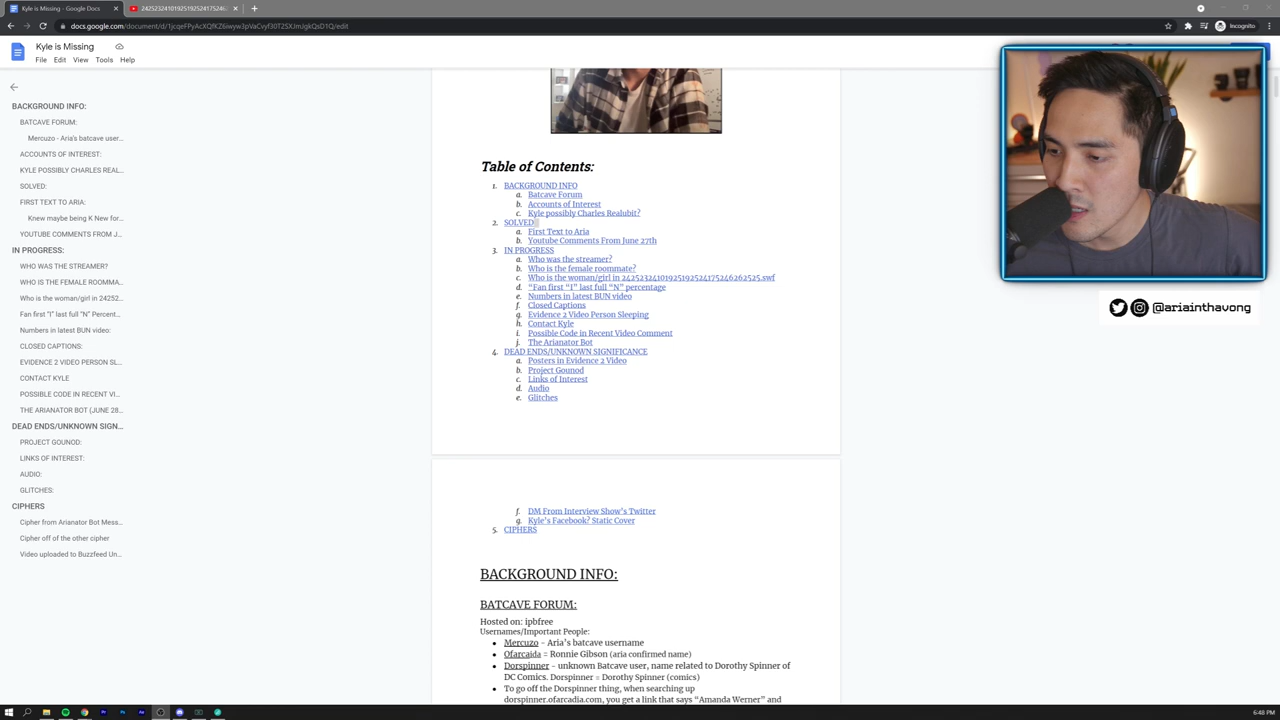 Kyle is Missing - Google Docs
Incognito
Kyle is Missing
File Edit View Tools Help
BACKGROUND INFO:
BATCAVE FORUM:
Mercuzo - Aria's batcave user...
ACCOUNTS OF INTEREST:
KYLE POSSIBLY CHARLES REAL...
SOLVED:
FIRST TEXT TO ARIA:
Knew maybe being K New for...
YOUTUBE COMMENTS FROM J...
IN PROGRESS:
WHO WAS THE STREAMER?
WHO IS THE FEMALE ROOMMA...
Who is the woman/girl in 24252...
Fan first "I" last full "N" Percent...
Numbers in latest BUN video:
CLOSED CAPTIONS:
EVIDENCE 2 VIDEO PERSON SL...
CONTACT KYLE
POSSIBLE CODE IN RECENT VI...
THE ARIANATOR BOT (JUNE 28...
DEAD ENDS/UNKNOWN SIGN...
PROJECT GOUNOD:
LINKS OF INTEREST:
AUDIO:
GLITCHES:
CIPHERS
Cipher from Arianator Bot Mess...
Cipher off of the other cipher
Video uploaded to Buzzfeed Un...
Table of Contents:
1. BACKGROUND INFO
a. Batcave Forum
b. Accounts of Interest
c. Kyle possibly Charles Realubit?
2. SOLVED
a. First Text to Aria
b. Youtube Comments From June 27th
3. IN PROGRESS
a. Who was the streamer?
b. Who is the female roommate?
c. Who is the woman/girl in 24252324101925192524175246262525.swf
d. "Fan first "I" last full "N" percentage
e. Numbers in latest BUN video
f. Closed Captions
g. Evidence 2 Video Person Sleeping
h. Contact Kyle
i. Possible Code in Recent Video Comment
j. The Arianator Bot
4. DEAD ENDS/UNKNOWN SIGNIFICANCE
a. Posters in Evidence 2 Video
b. Project Gounod
c. Links of Interest
d. Audio
e. Glitches
f. DM From Interview Show's Twitter
g. Kyle's Facebook? Static Cover
5. CIPHERS
BACKGROUND INFO:
BATCAVE FORUM:
Hosted on: ipbfree
Usernames/Important People:
Mercuzo - Aria's batcave username
Ofarcaida = Ronnie Gibson (aria confirmed name)
Dorspinner - unknown Batcave user, name related to Dorothy Spinner of
DC Comics. Dorspinner = Dorothy Spinner (comics)
To go off the Dorspinner thing, when searching up
dorspinner.ofarcadia.com, you get a link that says "Amanda Werner" and
@ariainthavong
6:48 PM